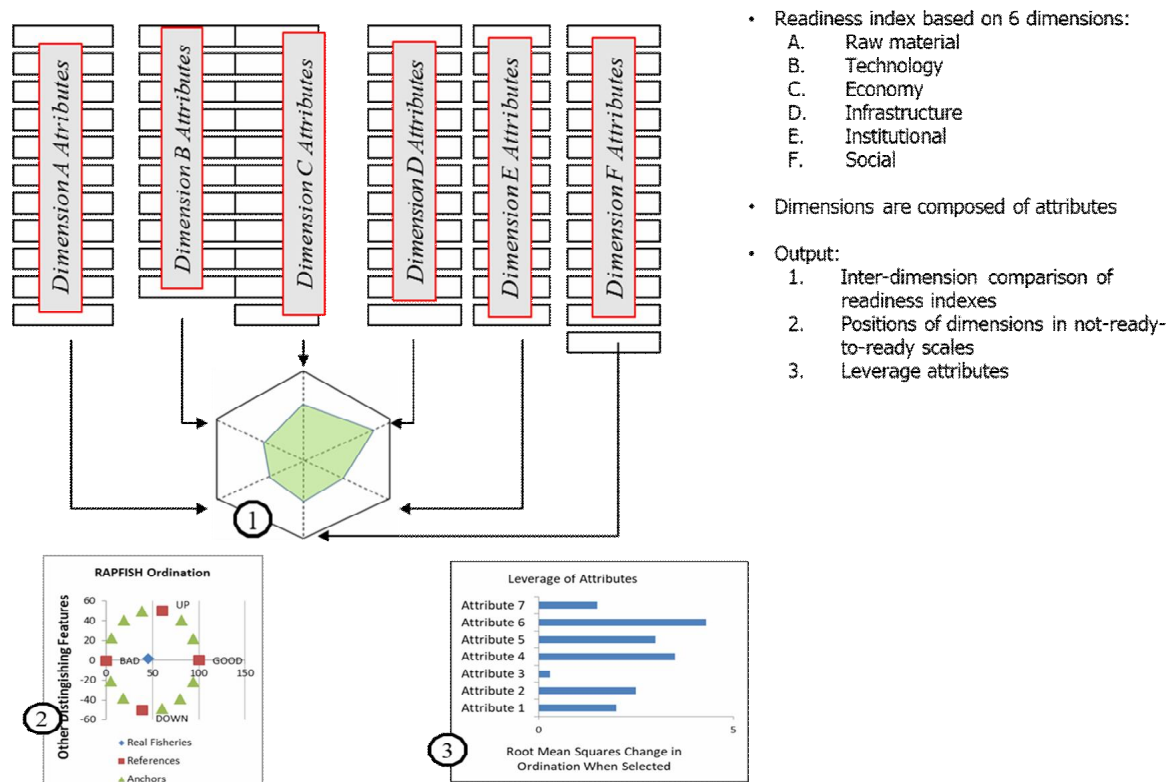 Dimension A Attributes
Dimension B Attributes
Dimension C Attributes
Dimension D Attributes
Dimension E Attributes
Dimension F Attributes
• Readiness index based on 6 dimensions:
A. Raw material
B. Technology
C. Economy
D. Infrastructure
E. Institutional
F. Social
• Dimensions are composed of attributes
• Output:
1. Inter-dimension comparison of
readiness indexes
2. Positions of dimensions in not-ready-
to-ready scales
3. Leverage attributes
1
RAPFISH Ordination
Other Distingishing Features
60
40
20
0
-20
-40
-60
UP
BAD
GOOD
DOWN
0
50
100
150
Real Fisheries
References
Anchors
2
Leverage of Attributes
Attribute 7
Attribute 6
Attribute 5
Attribute 4
Attribute 3
Attribute 2
Attribute 1
0
5
Root Mean Squares Change in
Ordination When Selected
3